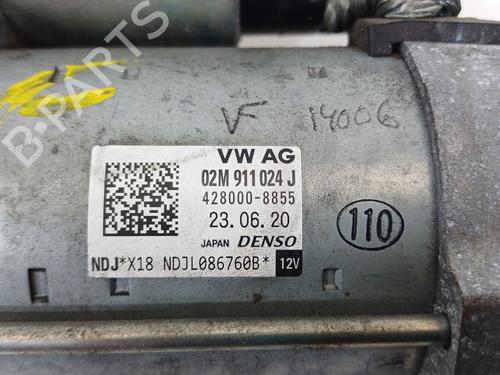 B-PARTS
VF 14006
VW AG
02M 911 024 J
428000-8855
23.06.20
JAPAN DENSO
NDJ*X18 NDJL086760B* 12V
110